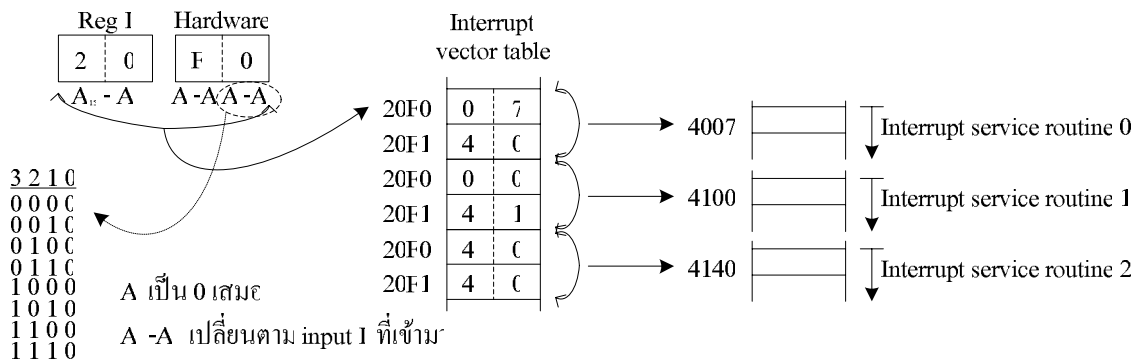 Reg I Hardware
2 0 F 0
A₁₅ - A A - A A - A
Interrupt
vector table
20F0 0 7
20F1 4 0
20F0 0 0
20F1 4 1
20F0 4 0
20F1 4 0
4007 Interrupt service routine 0
4100 Interrupt service routine 1
4140 Interrupt service routine 2
3 2 1 0
0 0 0 0
0 0 1 0
0 1 0 0
0 1 1 0
1 0 0 0
1 0 1 0
1 1 0 0
1 1 1 0
A เป็น 0 เสมอ
A -A เปลี่ยนตาม input I ที่เข้ามา